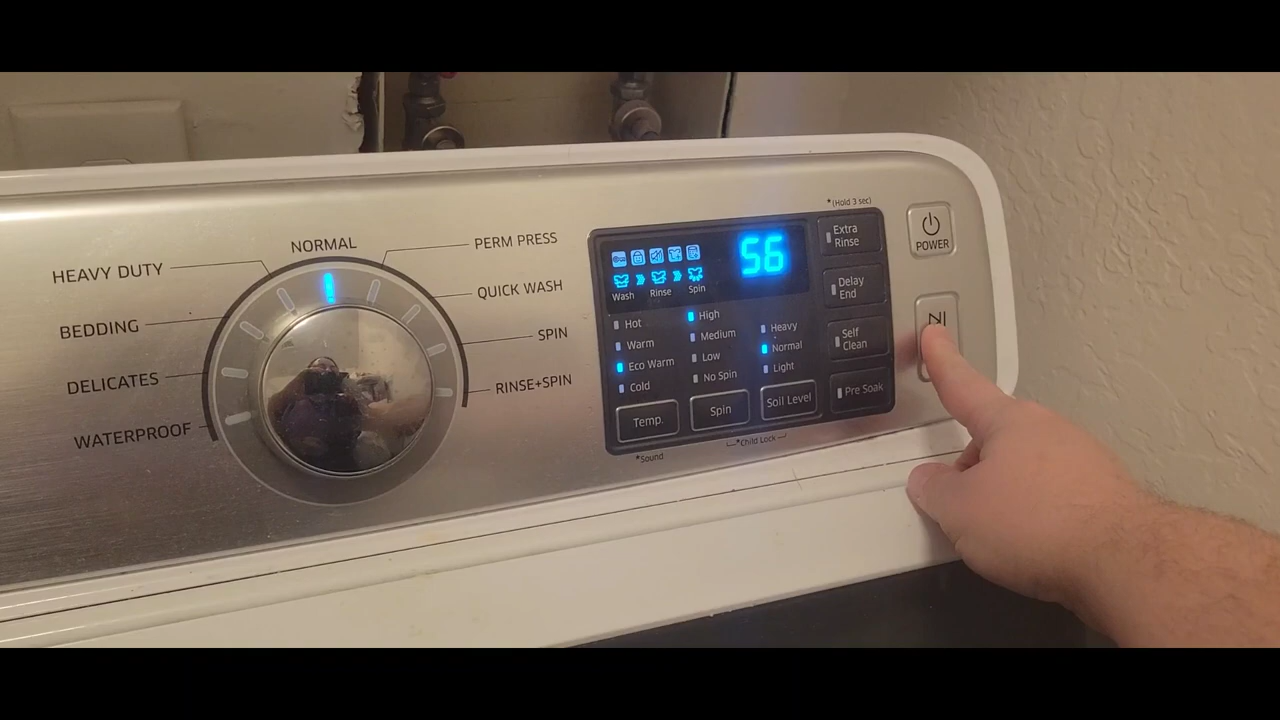 NORMAL
HEAVY DUTY
BEDDING
DELICATES
WATERPROOF
PERM PRESS
QUICK WASH
SPIN
RINSE+SPIN
56
Wash Rinse Spin
Hot
Warm
Eco Warm
Cold
Temp.
*Sound
High
Medium
Low
No Spin
Spin
Heavy
Normal
Light
Soil Level
*Child Lock
*(Hold 3 sec)
Extra
Rinse
Delay
End
Self
Clean
Pre Soak
POWER